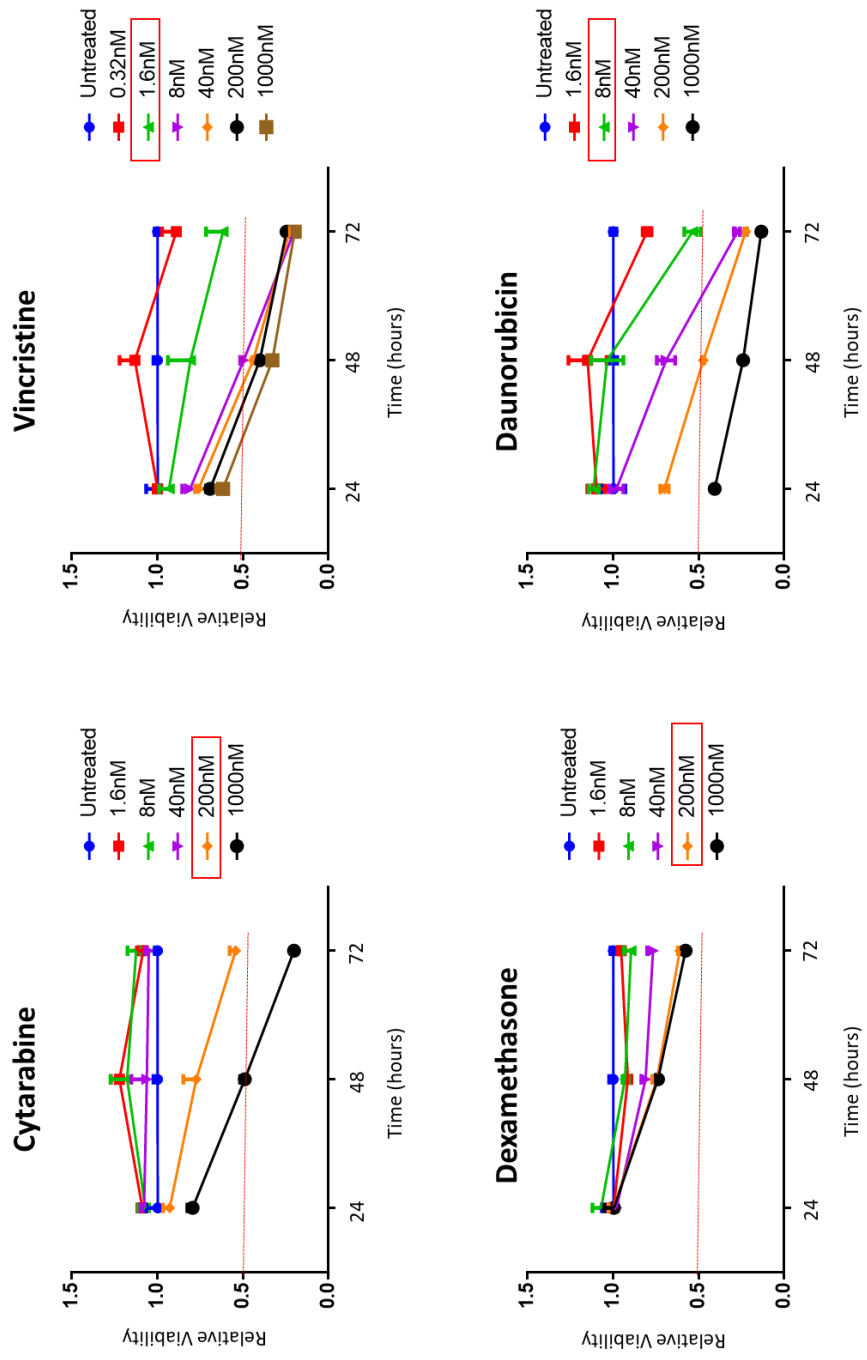 Cytarabine
Relative Viability
1.5
1.0
0.5
0.0
24
48
72
Time (hours)
Untreated
1.6nM
8nM
40nM
200nM
1000nM
Vincristine
Relative Viability
1.5
1.0
0.5
0.0
24
48
72
Time (hours)
Untreated
0.32nM
1.6nM
8nM
40nM
200nM
1000nM
Dexamethasone
Relative Viability
1.5
1.0
0.5
0.0
24
48
72
Time (hours)
Untreated
1.6nM
8nM
40nM
200nM
1000nM
Daunorubicin
Relative Viability
1.5
1.0
0.5
0.0
24
48
72
Time (hours)
Untreated
1.6nM
8nM
40nM
200nM
1000nM